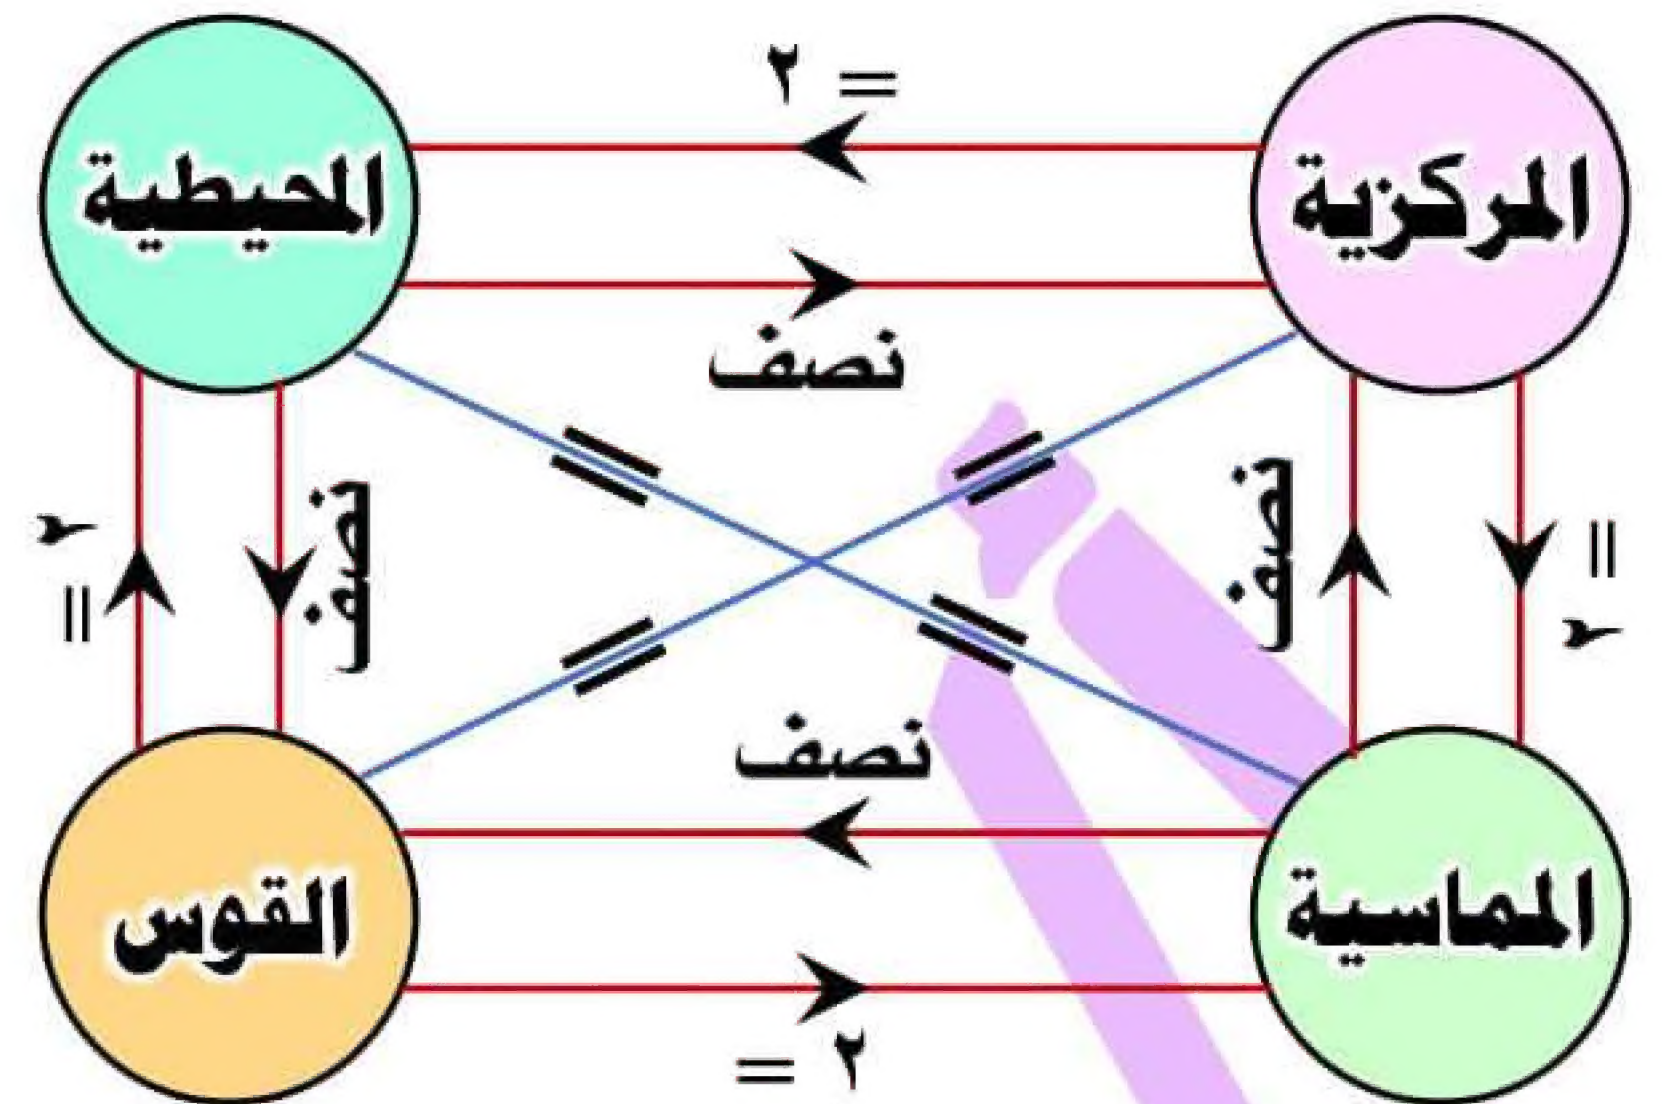 = ٢
المركزية
المحيطية
نصف
نصف
= ٢
نصف
= ٢
نصف
المماسية
القوس
= ٢